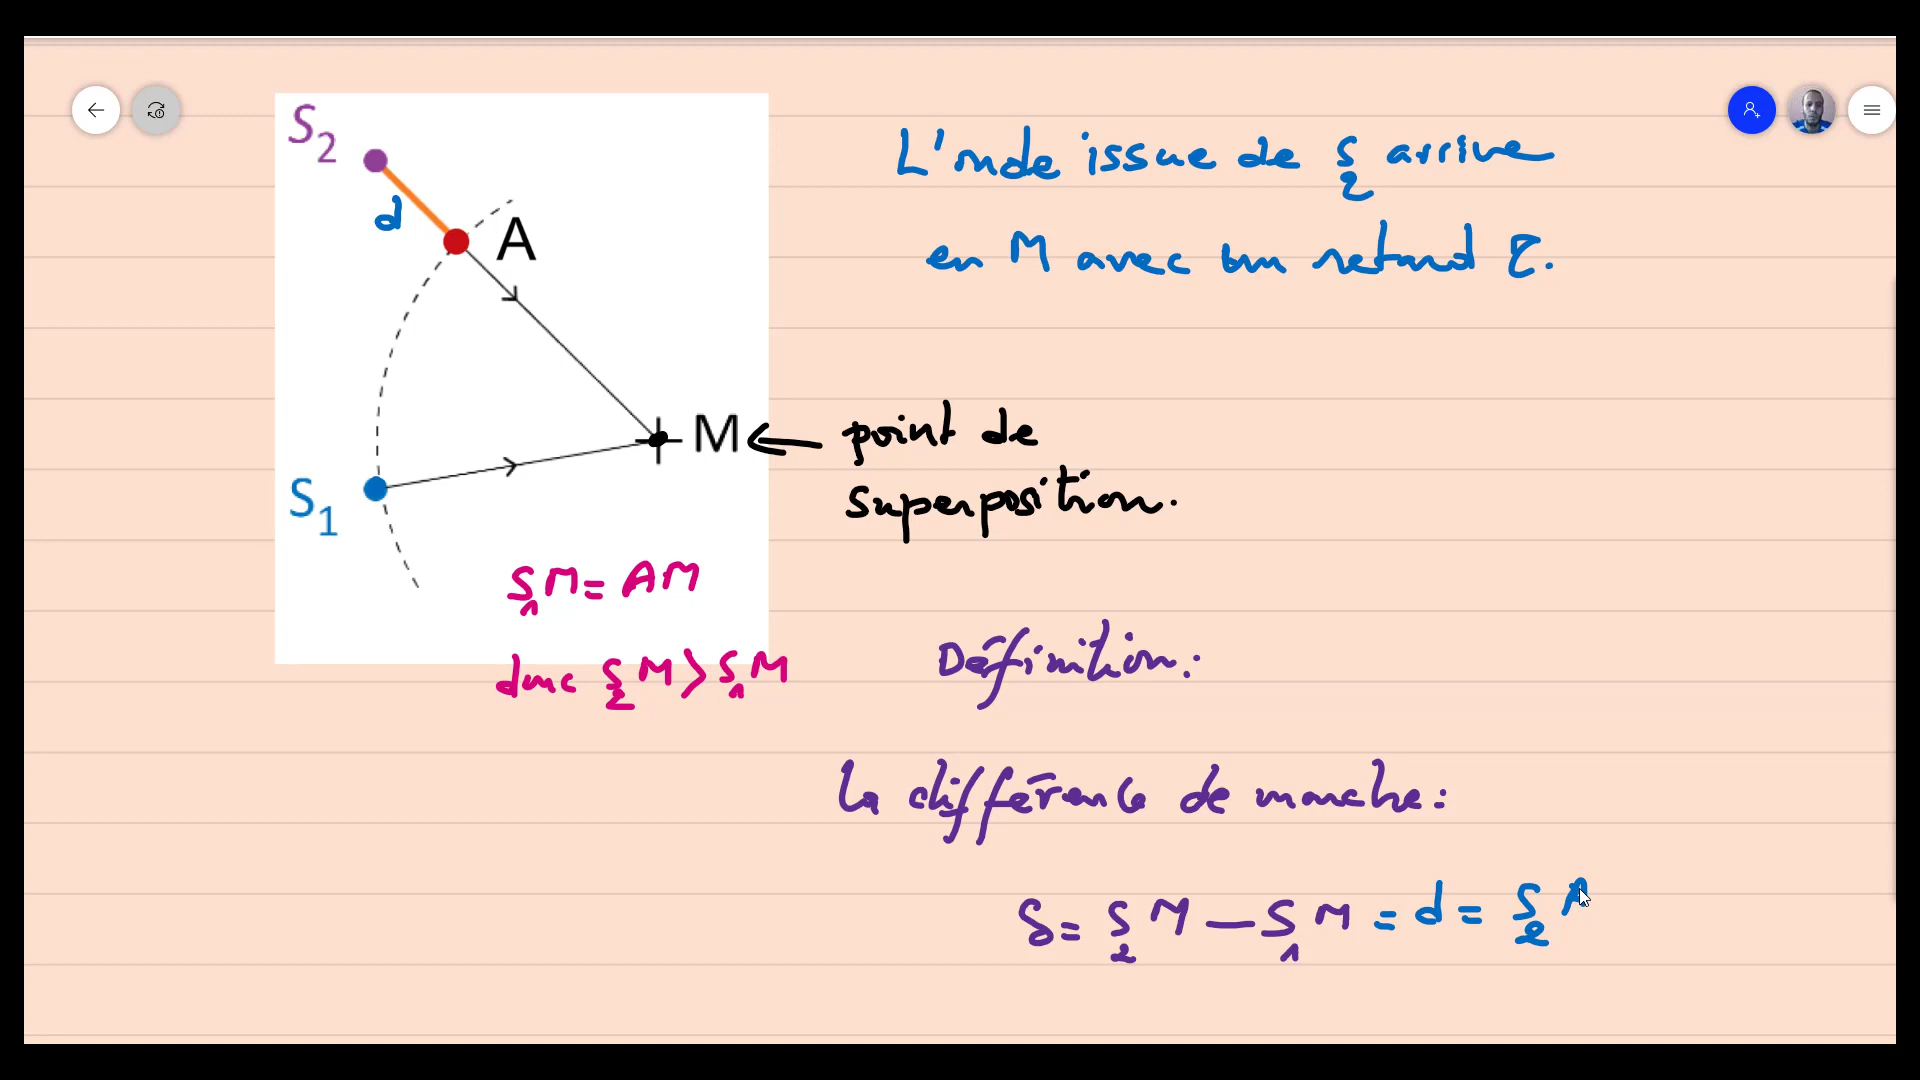 S2
d
A
M
S1
S1M = AM
donc S2M > S1M
L'onde issue de S2 arrive
en M avec un retard τ.
point de
superposition.
Définition:
la différence de marche:
δ = S2M — S1M = d = S2A